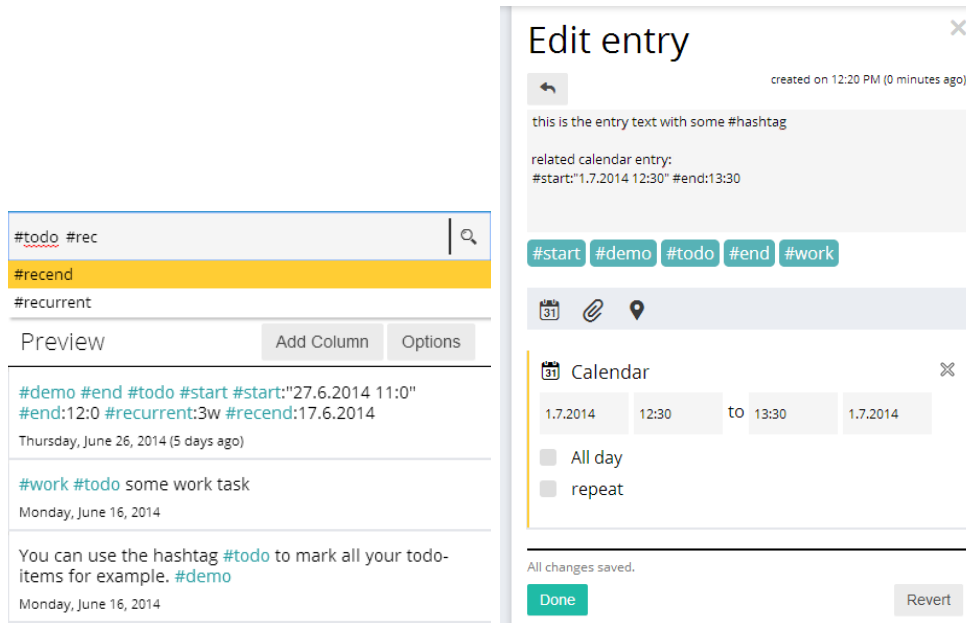 #todo #rec
#recend
#recurrent
Preview
Add Column
Options
#demo #end #todo #start #start:"27.6.2014 11:0"
#end:12:0 #recurrent:3w #recend:17.6.2014
Thursday, June 26, 2014 (5 days ago)
#work #todo some work task
Monday, June 16, 2014
You can use the hashtag #todo to mark all your todo-
items for example. #demo
Monday, June 16, 2014
Edit entry
created on 12:20 PM (0 minutes ago)
this is the entry text with some #hashtag
related calendar entry:
#start:"1.7.2014 12:30" #end:13:30
#start #demo #todo #end #work
31
31 Calendar
1.7.2014 12:30 to 13:30 1.7.2014
All day
repeat
All changes saved.
Done
Revert